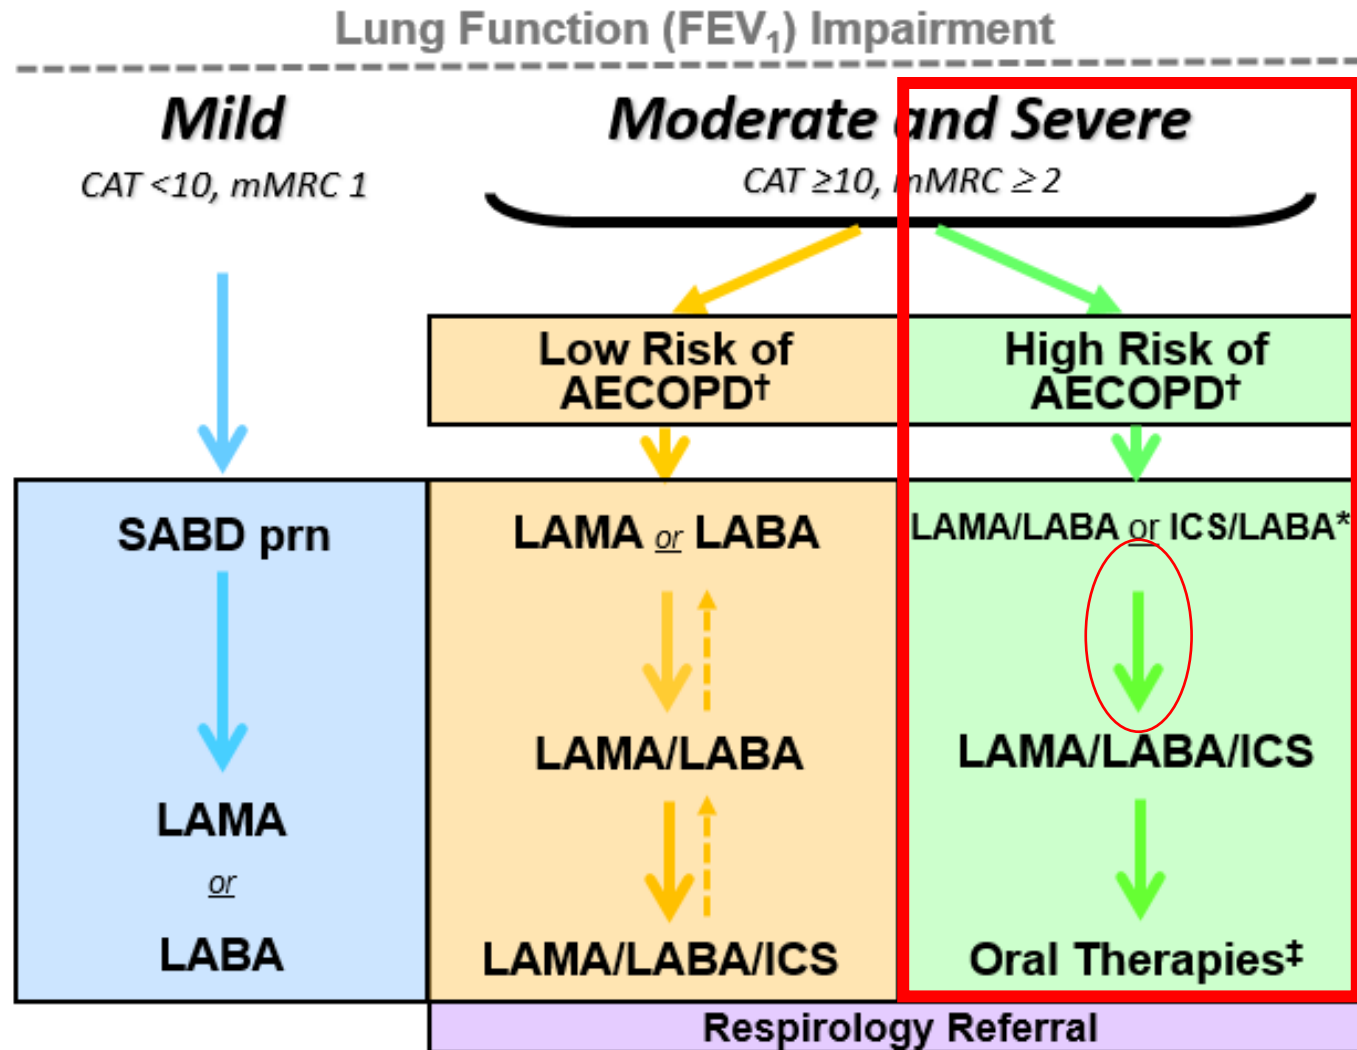 Lung Function (FEV₁) Impairment
Mild
CAT <10, mMRC 1
Moderate and Severe
CAT ≥10, mMRC ≥ 2
Low Risk of
AECOPD†
High Risk of
AECOPD†
SABD prn
LAMA
or
LABA
LAMA or LABA
LAMA/LABA
LAMA/LABA/ICS
LAMA/LABA or ICS/LABA*
LAMA/LABA/ICS
Oral Therapies‡
Respirology Referral